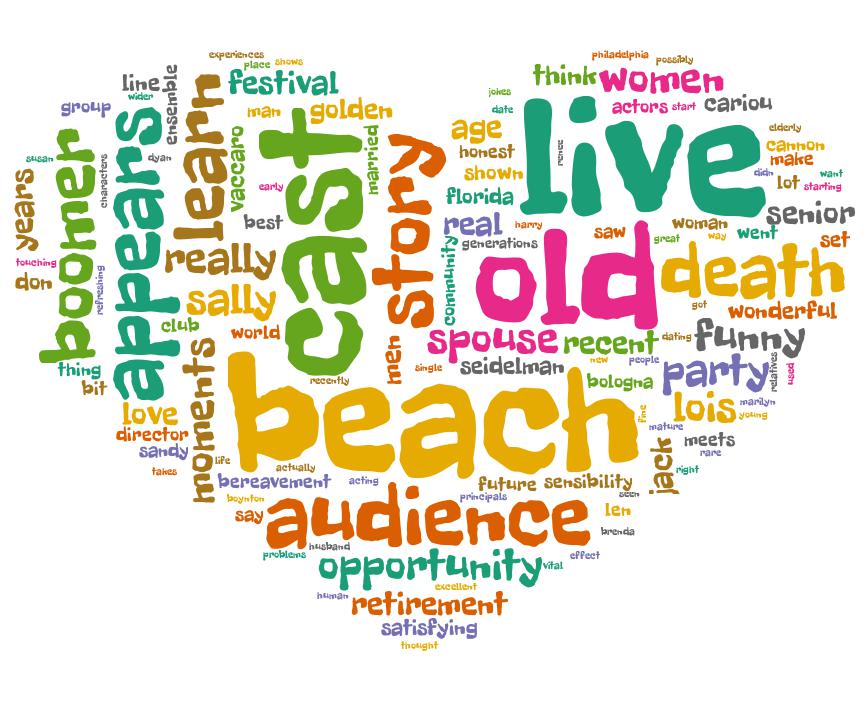 experiences
place shows
philadelphia possibly
line
wider
ensemble
learn
festival
think women
jokes
group
man golden
date
actors start cariou
boomer
appears
cast
live
vaccaro
married
story
age
honest
shown
florida
renee
elderly
cannon
make
didn want
lot starting
susan
characters
dyan
years
early
best
real
harry
generations
community
senior
saw
woman
great way
went
set
touching
don
refreshing
really
sally
old
death
got
wonderful
club
world
men
spouse recent dating funny
thing
bit
moments
recently
single
seidelman
new people
bologna
party
relatives
used
love
director
sandy
takes
life
beach
fine
lois
marilyn
young
mature
meets
rare
jack
right
actually
bereavement
acting
future sensibility
seen
boynton
principals
say
audience
len
brenda
problems husband
opportunity vital
effect
excellent
human
retirement
satisfying
thought